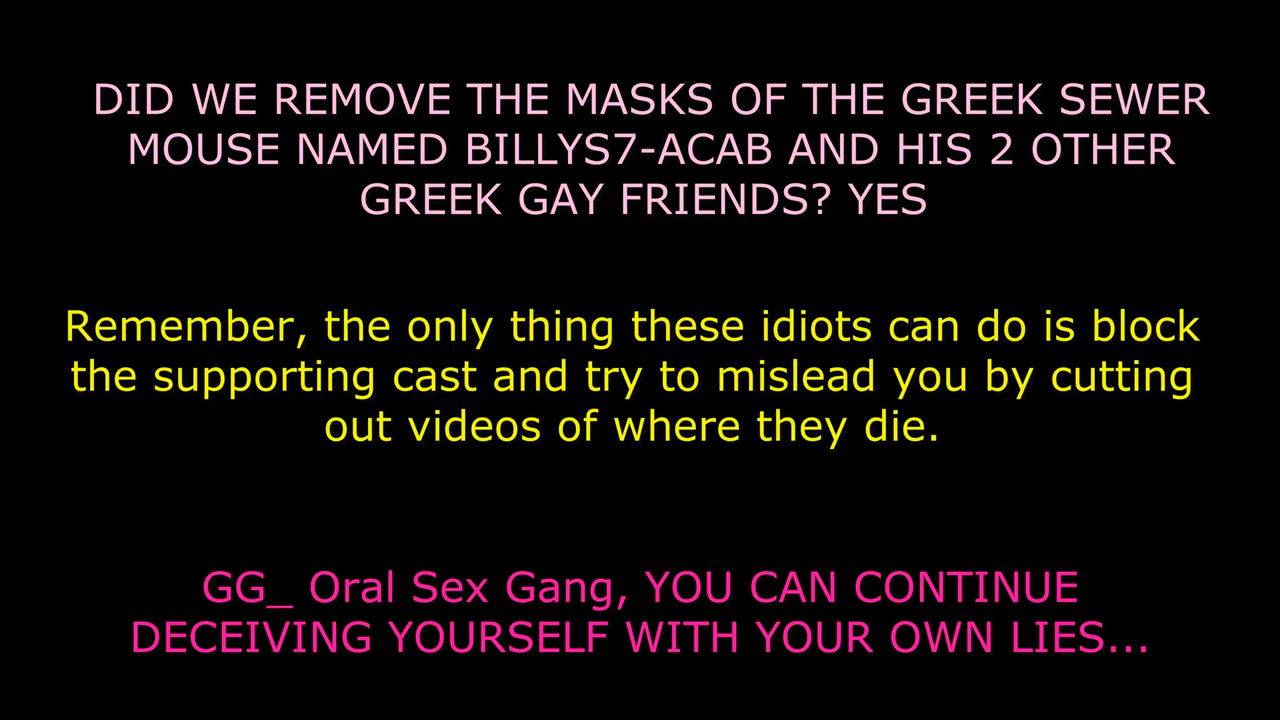 DID WE REMOVE THE MASKS OF THE GREEK SEWER
MOUSE NAMED BILLYS7-ACAB AND HIS 2 OTHER
GREEK GAY FRIENDS? YES
Remember, the only thing these idiots can do is block
the supporting cast and try to mislead you by cutting
out videos of where they die.
GG_ Oral Sex Gang, YOU CAN CONTINUE
DECEIVING YOURSELF WITH YOUR OWN LIES...